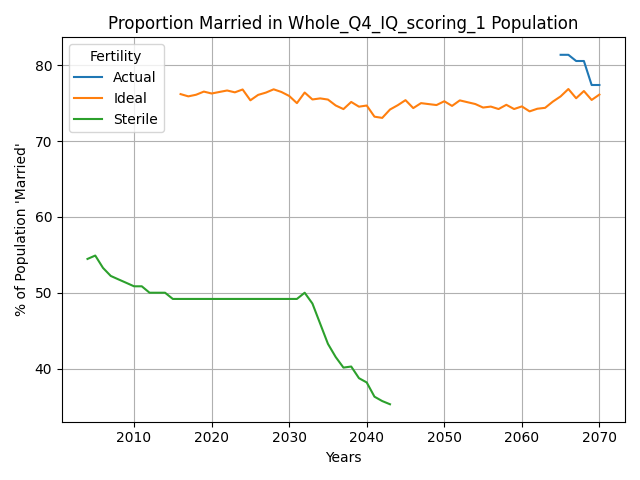 Proportion Married in Whole_Q4_IQ_scoring_1 Population
Fertility
Actual
Ideal
Sterile
% of Population 'Married'
80
70
60
50
40
2010 2020 2030 2040 2050 2060 2070
Years